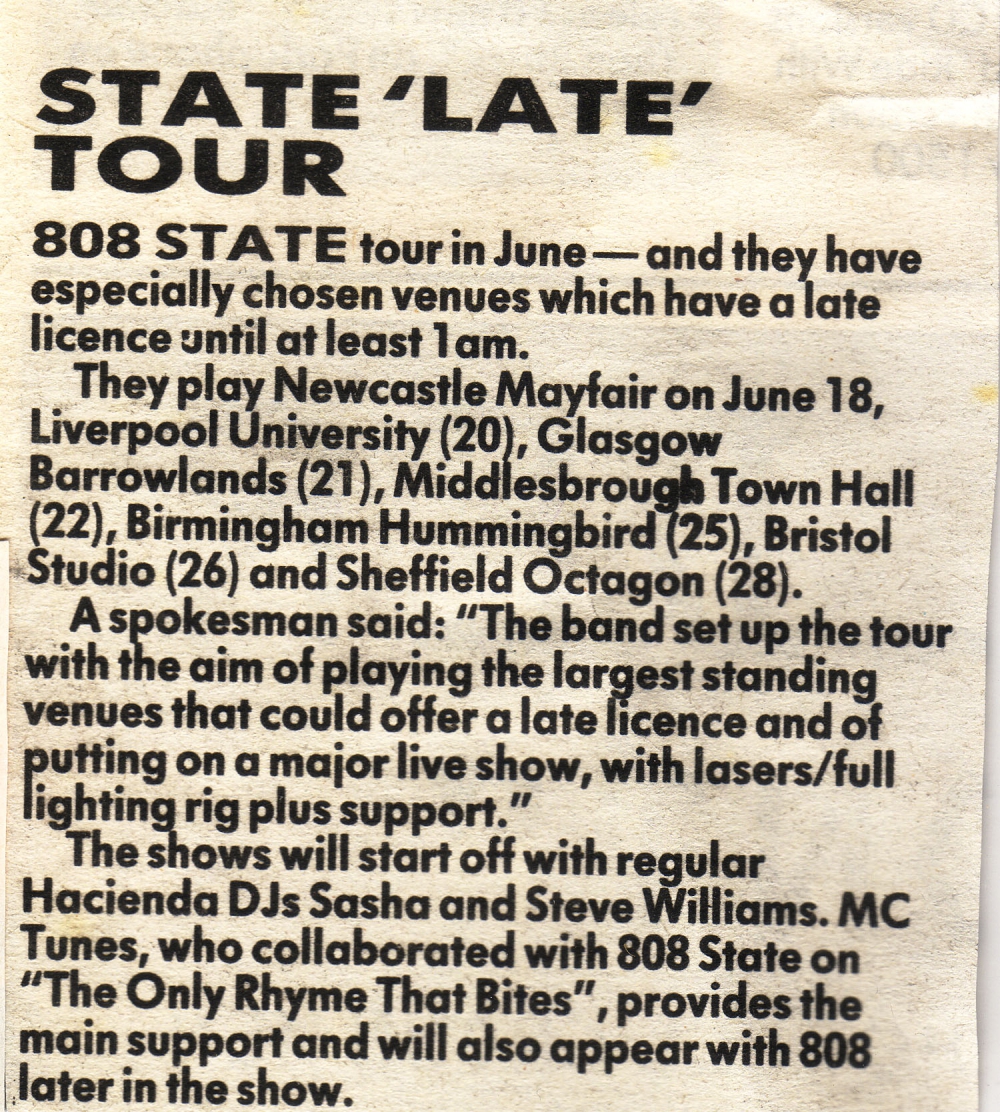 STATE ‘LATE’
TOUR
808 STATE tour in June — and they have
especially chosen venues which have a late
licence until at least 1am.
They play Newcastle Mayfair on June 18,
Liverpool University (20), Glasgow
Barrowlands (21), Middlesbrough Town Hall
(22), Birmingham Hummingbird (25), Bristol
Studio (26) and Sheffield Octagon (28).
A spokesman said: “The band set up the tour
with the aim of playing the largest standing
venues that could offer a late licence and of
putting on a major live show, with lasers/full
lighting rig plus support.”
The shows will start off with regular
Hacienda DJs Sasha and Steve Williams. MC
Tunes, who collaborated with 808 State on
“The Only Rhyme That Bites”, provides the
main support and will also appear with 808
later in the show.